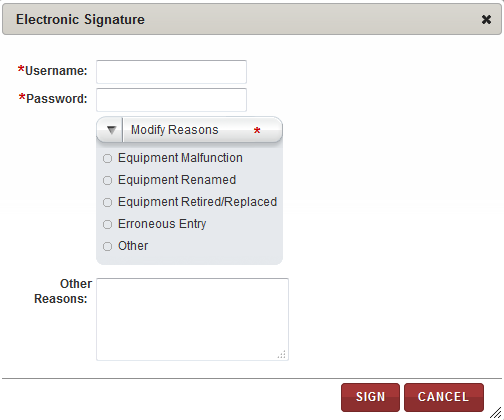 Electronic Signature
*Username:
*Password:
Modify Reasons *
Equipment Malfunction
Equipment Renamed
Equipment Retired/Replaced
Erroneous Entry
Other
Other
Reasons:
SIGN CANCEL